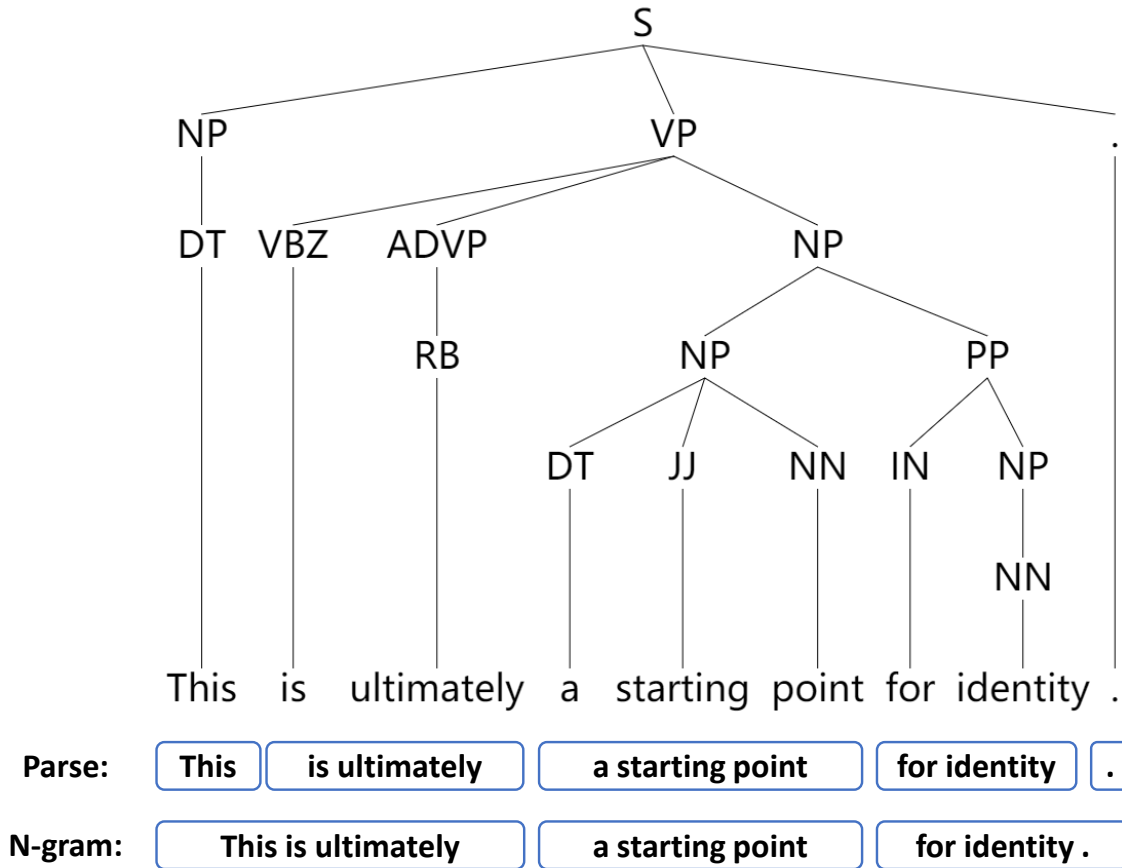 S
NP VP .
DT VBZ ADVP NP
RB NP PP
DT JJ NN IN NP
NN
This is ultimately a starting point for identity .
Parse: This is ultimately a starting point for identity .
N-gram: This is ultimately a starting point for identity .